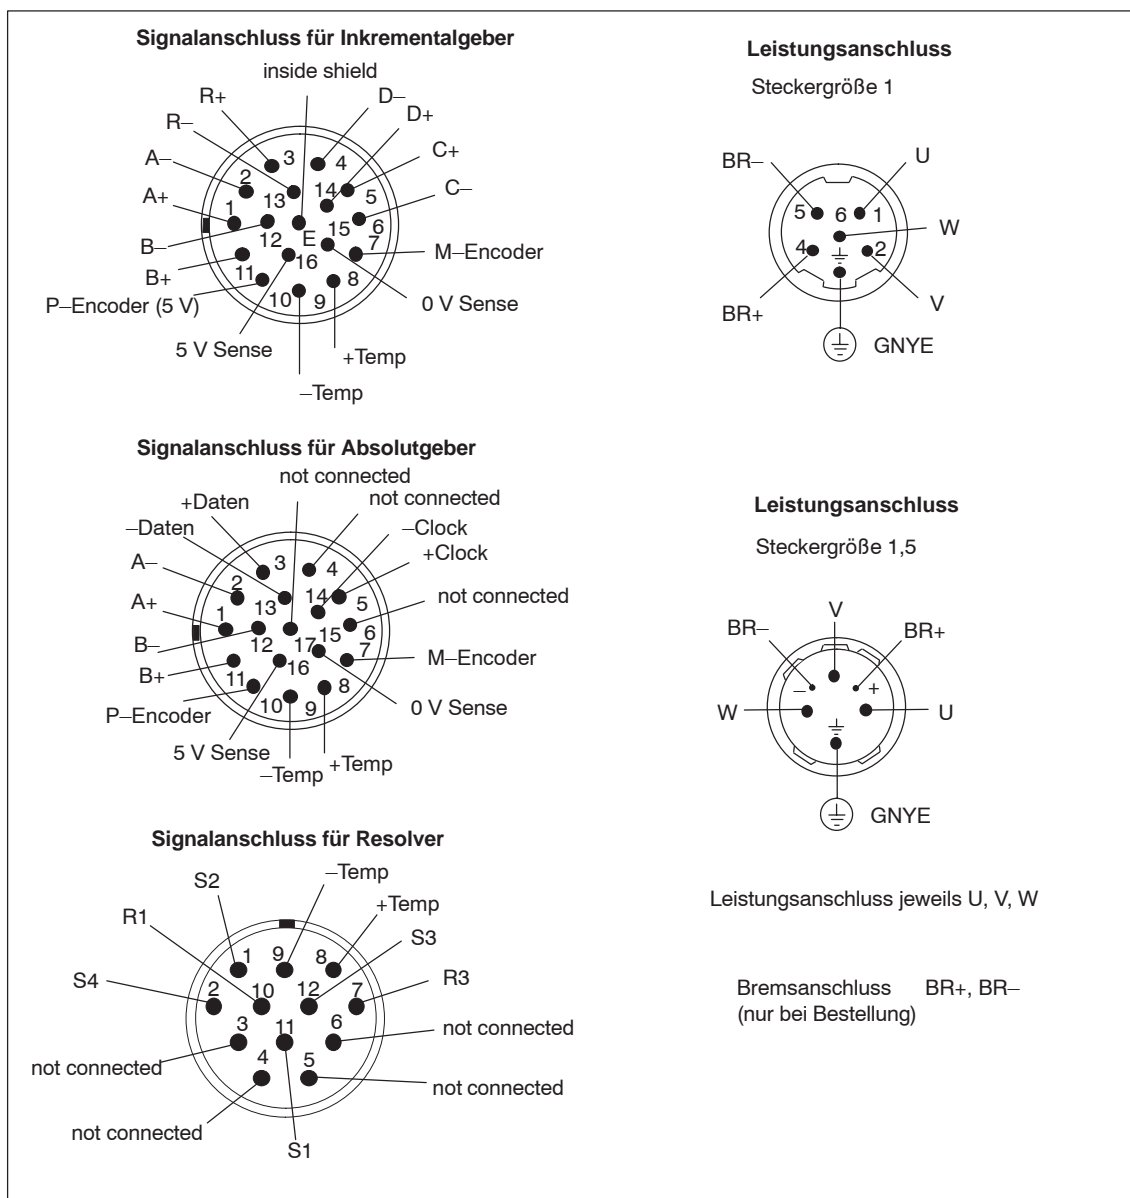 Signalanschluss für Inkrementalgeber
inside shield
R+
D–
R–
D+
A–
C+
A+
C–
3
4
2
13
14
5
1
15
6
12
E
7
B–
16
M–Encoder
B+
11
8
P–Encoder (5 V)
10
9
0 V Sense
5 V Sense
+Temp
–Temp
Leistungsanschluss
Steckergröße 1
BR–
U
5
6
1
W
4
2
BR+
V
GNYE
Signalanschluss für Absolutgeber
not connected
+Daten
not connected
–Daten
–Clock
A–
+Clock
A+
not connected
3
4
2
13
14
5
1
15
6
12
17
7
B–
16
M–Encoder
B+
11
8
P–Encoder
10
9
0 V Sense
5 V Sense
–Temp
+Temp
Leistungsanschluss
Steckergröße 1,5
V
BR–
BR+
–
+
W
U
GNYE
Signalanschluss für Resolver
–Temp
S2
+Temp
R1
S3
S4
R3
1
9
8
2
10
12
7
3
11
6
not connected
4
5
not connected
not connected
not connected
S1
Leistungsanschluss jeweils U, V, W
Bremsanschluss BR+, BR–
(nur bei Bestellung)